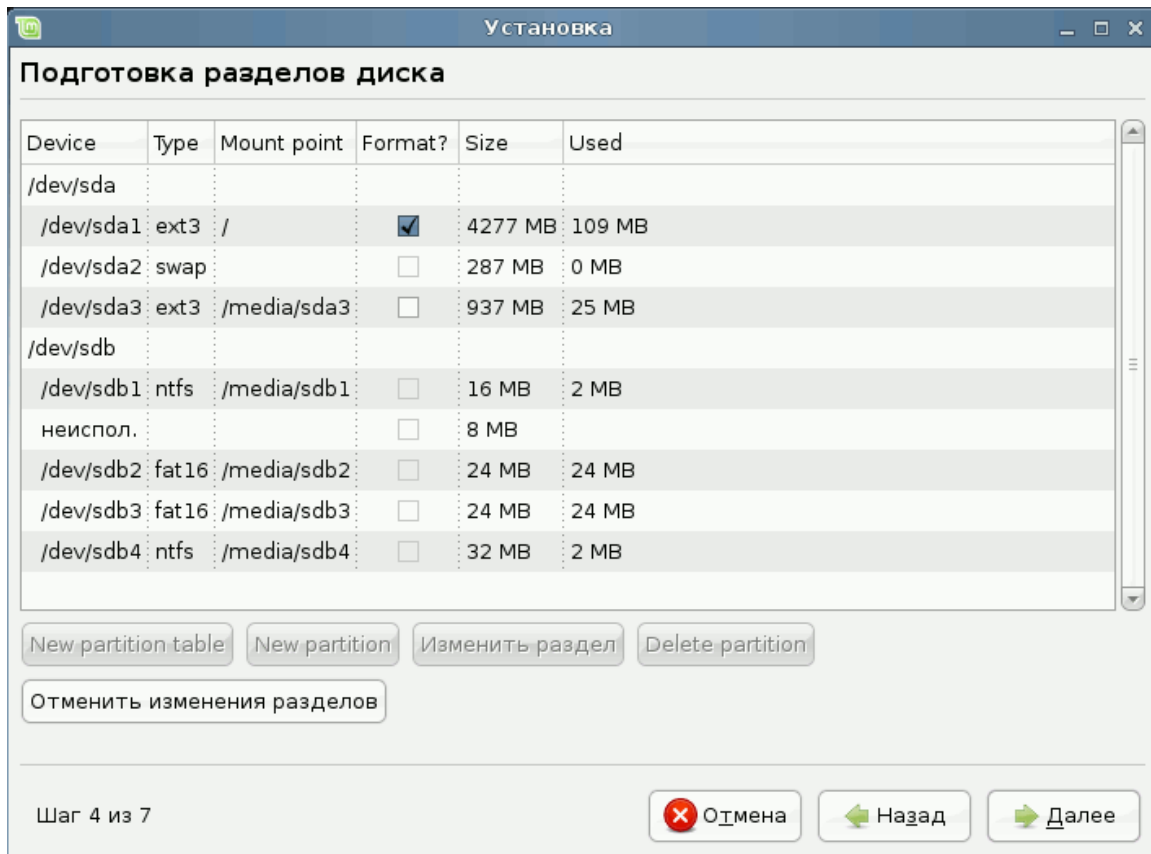 Установка
Подготовка разделов диска
Device Type Mount point Format? Size Used
/dev/sda
/dev/sda1 ext3 / 4277 MB 109 MB
/dev/sda2 swap 287 MB 0 MB
/dev/sda3 ext3 /media/sda3 937 MB 25 MB
/dev/sdb
/dev/sdb1 ntfs /media/sdb1 16 MB 2 MB
неиспол. 8 MB
/dev/sdb2 fat16 /media/sdb2 24 MB 24 MB
/dev/sdb3 fat16 /media/sdb3 24 MB 24 MB
/dev/sdb4 ntfs /media/sdb4 32 MB 2 MB
New partition table New partition Изменить раздел Delete partition
Отменить изменения разделов
Шаг 4 из 7 Отмена Назад Далее